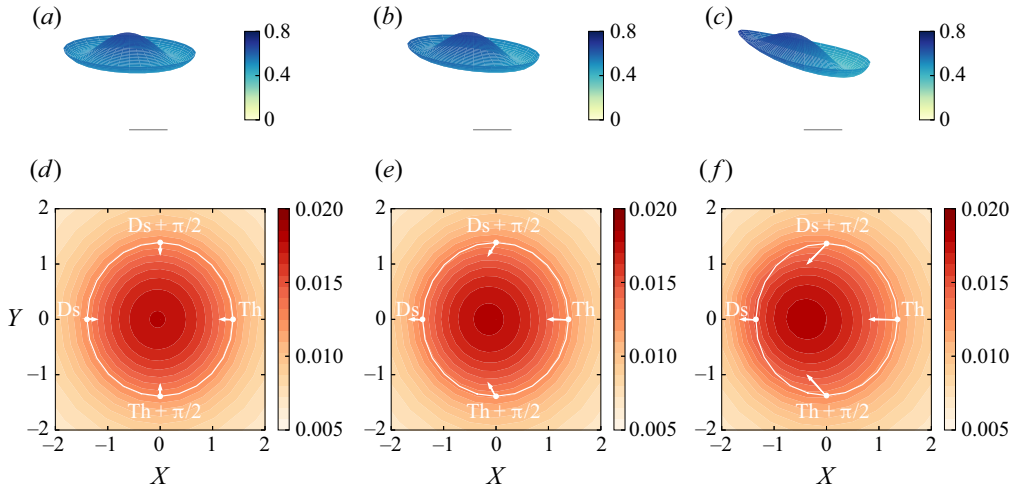 (a) (b) (c)
0.8 0.8 0.8
0.4 0.4 0.4
0 0 0
(d) (e) (f)
2 2 2
0.020 0.020 0.020
Ds + π/2 Ds + π/2 Ds + π/2
1 1 1
0.015 0.015 0.015
Y 0 Ds Th 0 Ds Th 0 Ds Th
0.010 0.010 0.010
–1 –1 –1
Th + π/2 Th + π/2 Th + π/2
–2 0.005 –2 0.005 –2 0.005
–2 –1 0 1 2 –2 –1 0 1 2 –2 –1 0 1 2
X X X